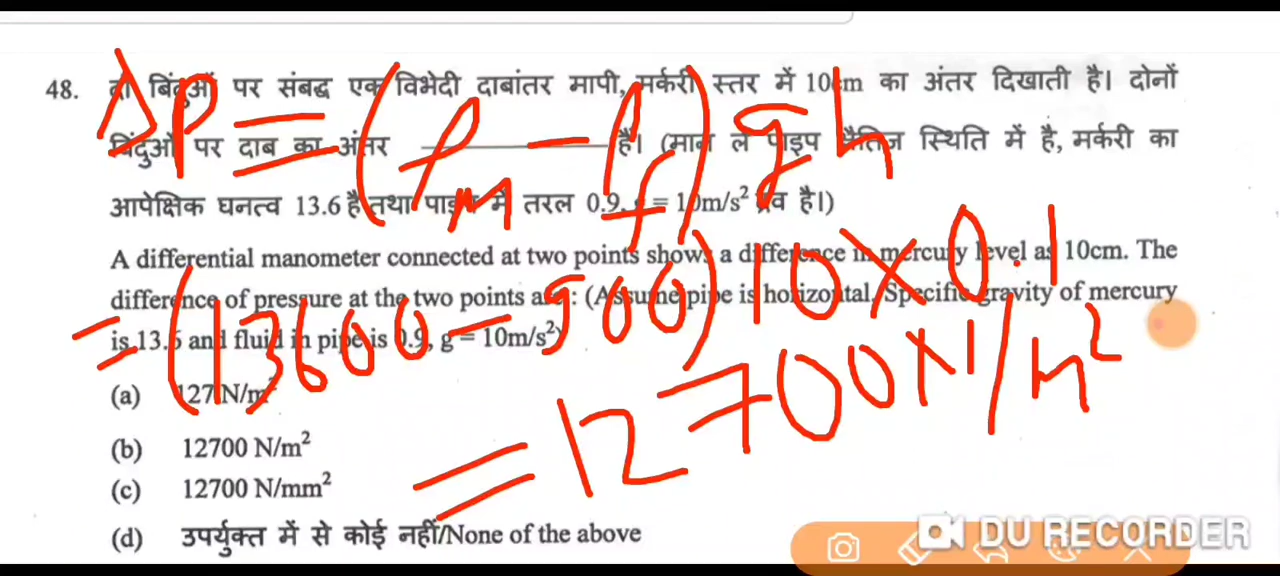 48. दो बिंदुओं पर संबद्ध एक विभेदी दाबांतर मापी, मर्करी स्तर में 10cm का अंतर दिखाती है। दोनों
बिंदुओं पर दाब का अंतर ____________ है। (मान लें पाइप क्षैतिज स्थिति में है, मर्करी का
आपेक्षिक घनत्व 13.6 है तथा पाइप में तरल 0.9, g = 10m/s² द्रव है।)
A differential manometer connected at two points shows a difference in mercury level as 10cm. The
difference of pressure at the two points are : (Assume pipe is horizontal, Specific gravity of mercury
is 13.6 and fluid in pipe is 0.9, g = 10m/s²)
(a) 127 N/m²
(b) 12700 N/m²
(c) 12700 N/mm²
(d) उपर्युक्त में से कोई नहीं/None of the above
ΔP = (ρm - ρf) g h
= (13600 - 900) 10 × 0.1
= 12700 N/m²
DU RECORDER